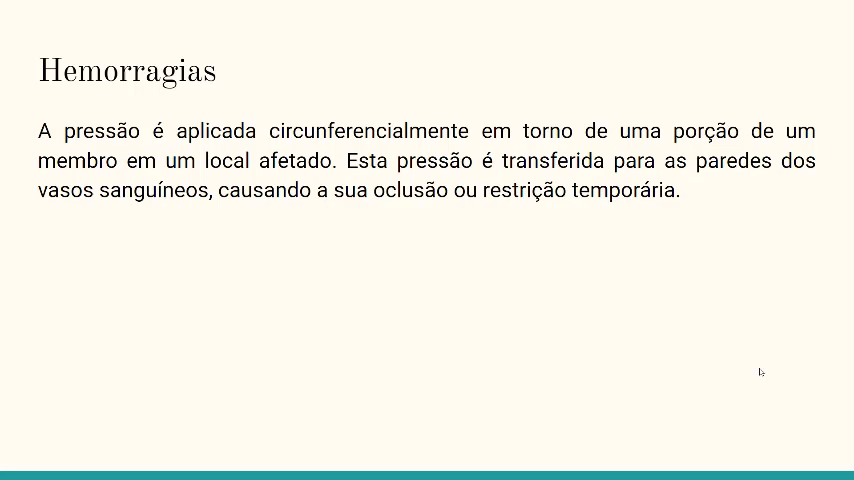 Hemorragias
A pressão é aplicada circunferencialmente em torno de uma porção de um
membro em um local afetado. Esta pressão é transferida para as paredes dos
vasos sanguíneos, causando a sua oclusão ou restrição temporária.